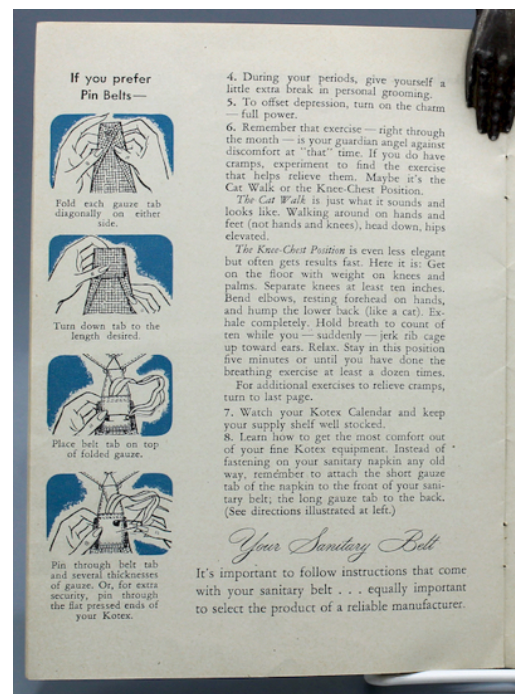 If you prefer
Pin Belts—
Fold each gauze tab
diagonally on either
side.
Turn down tab to the
length desired.
Place belt tab on top
of folded gauze.
Pin through belt tab
and several thicknesses
of gauze. Or, for extra
security, pin through
the flat pressed ends of
your Kotex.
4. During your periods, give yourself a
little extra break in personal grooming.
5. To offset depression, turn on the charm
— full power.
6. Remember that exercise — right through
the month — is your guardian angel against
discomfort at "that" time. If you do have
cramps, experiment to find the exercise
that helps relieve them. Maybe it's the
Cat Walk or the Knee-Chest Position.
The Cat Walk is just what it sounds and
looks like. Walking around on hands and
feet (not hands and knees), head down, hips
elevated.
The Knee-Chest Position is even less elegant
but often gets results fast. Here it is: Get
on the floor with weight on knees and
palms. Separate knees at least ten inches.
Bend elbows, resting forehead on hands,
and hump the lower back (like a cat). Ex-
hale completely. Hold breath to count of
ten while you — suddenly — jerk rib cage
up toward ears. Relax. Stay in this position
five minutes or until you have done the
breathing exercise at least a dozen times.
For additional exercises to relieve cramps,
turn to last page.
7. Watch your Kotex Calendar and keep
your supply shelf well stocked.
8. Learn how to get the most comfort out
of your fine Kotex equipment. Instead of
fastening on your sanitary napkin any old
way, remember to attach the short gauze
tab of the napkin to the front of your sani-
tary belt; the long gauze tab to the back.
(See directions illustrated at left.)
Your Sanitary Belt
It's important to follow instructions that come
with your sanitary belt . . . equally important
to select the product of a reliable manufacturer.